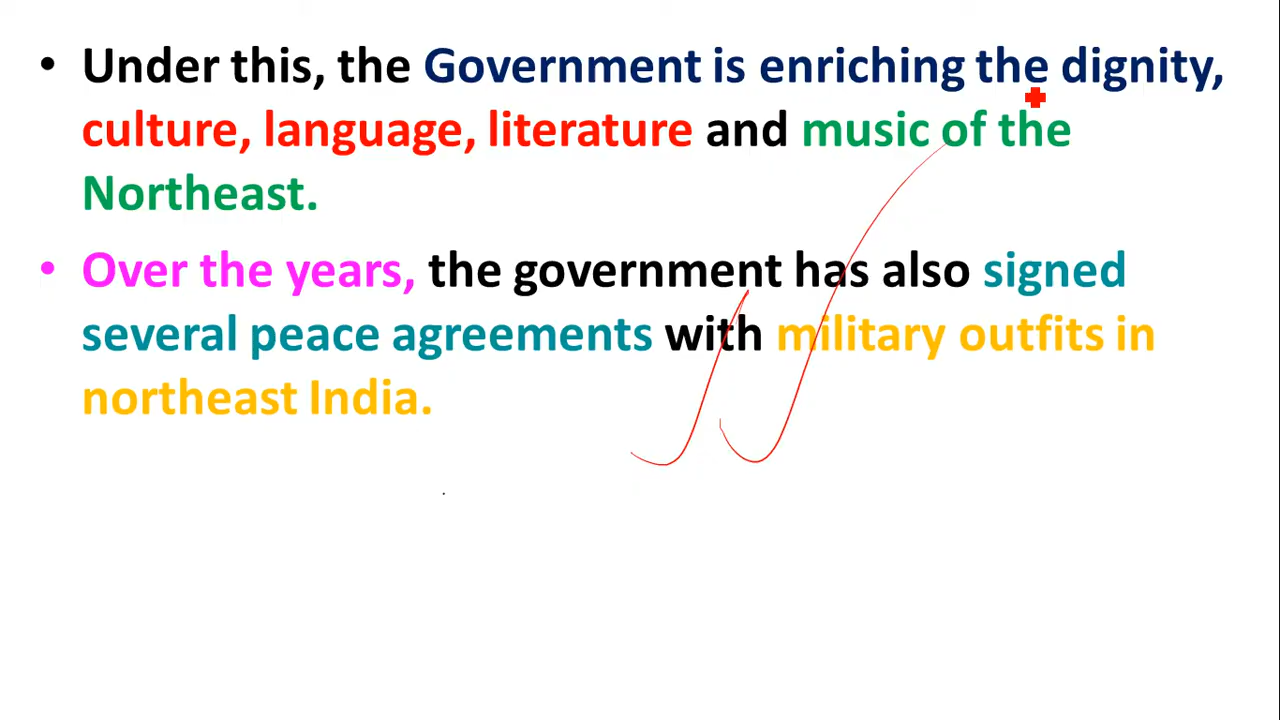 • Under this, the Government is enriching the dignity,
culture, language, literature and music of the
Northeast.
• Over the years, the government has also signed
several peace agreements with military outfits in
northeast India.